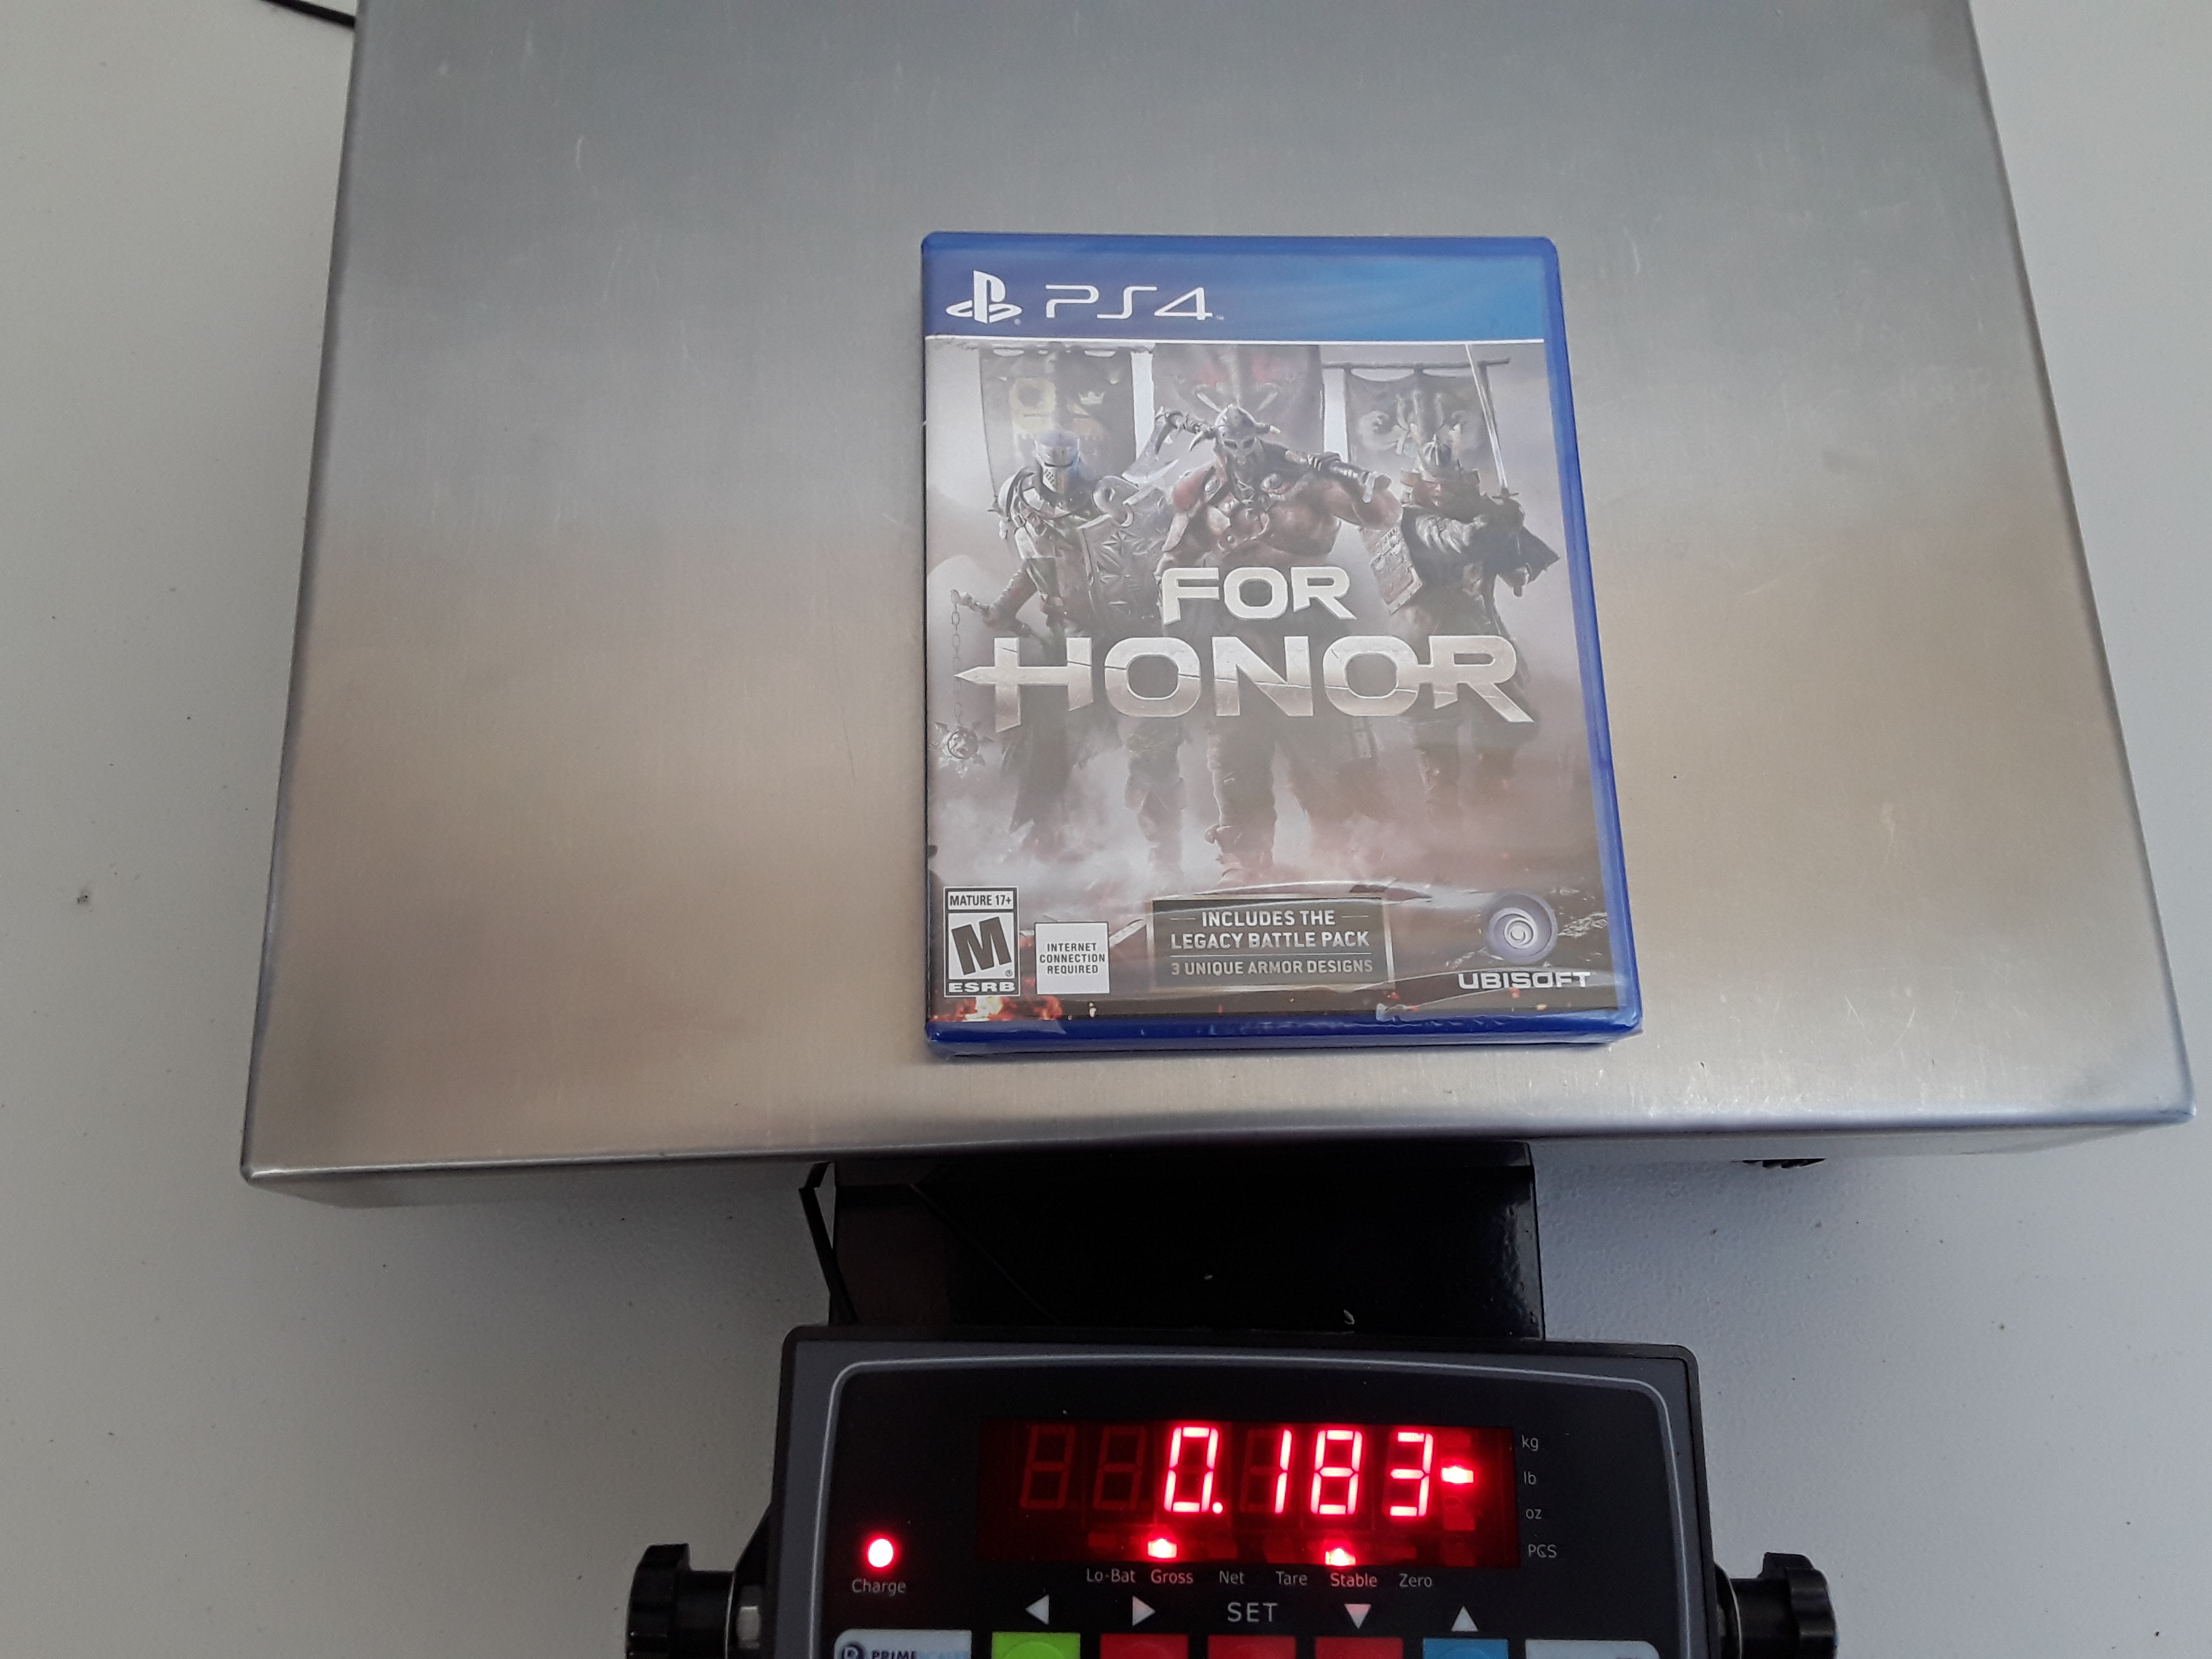 PS4
FOR
HONOR
MATURE 17+
M
ESRB
INTERNET
CONNECTION
REQUIRED
INCLUDES THE
LEGACY BATTLE PACK
3 UNIQUE ARMOR DESIGNS
UBISOFT
0.183
kg
lb
oz
PCS
Charge
Lo-Bat Gross Net Tare Stable Zero
SET
PRIME